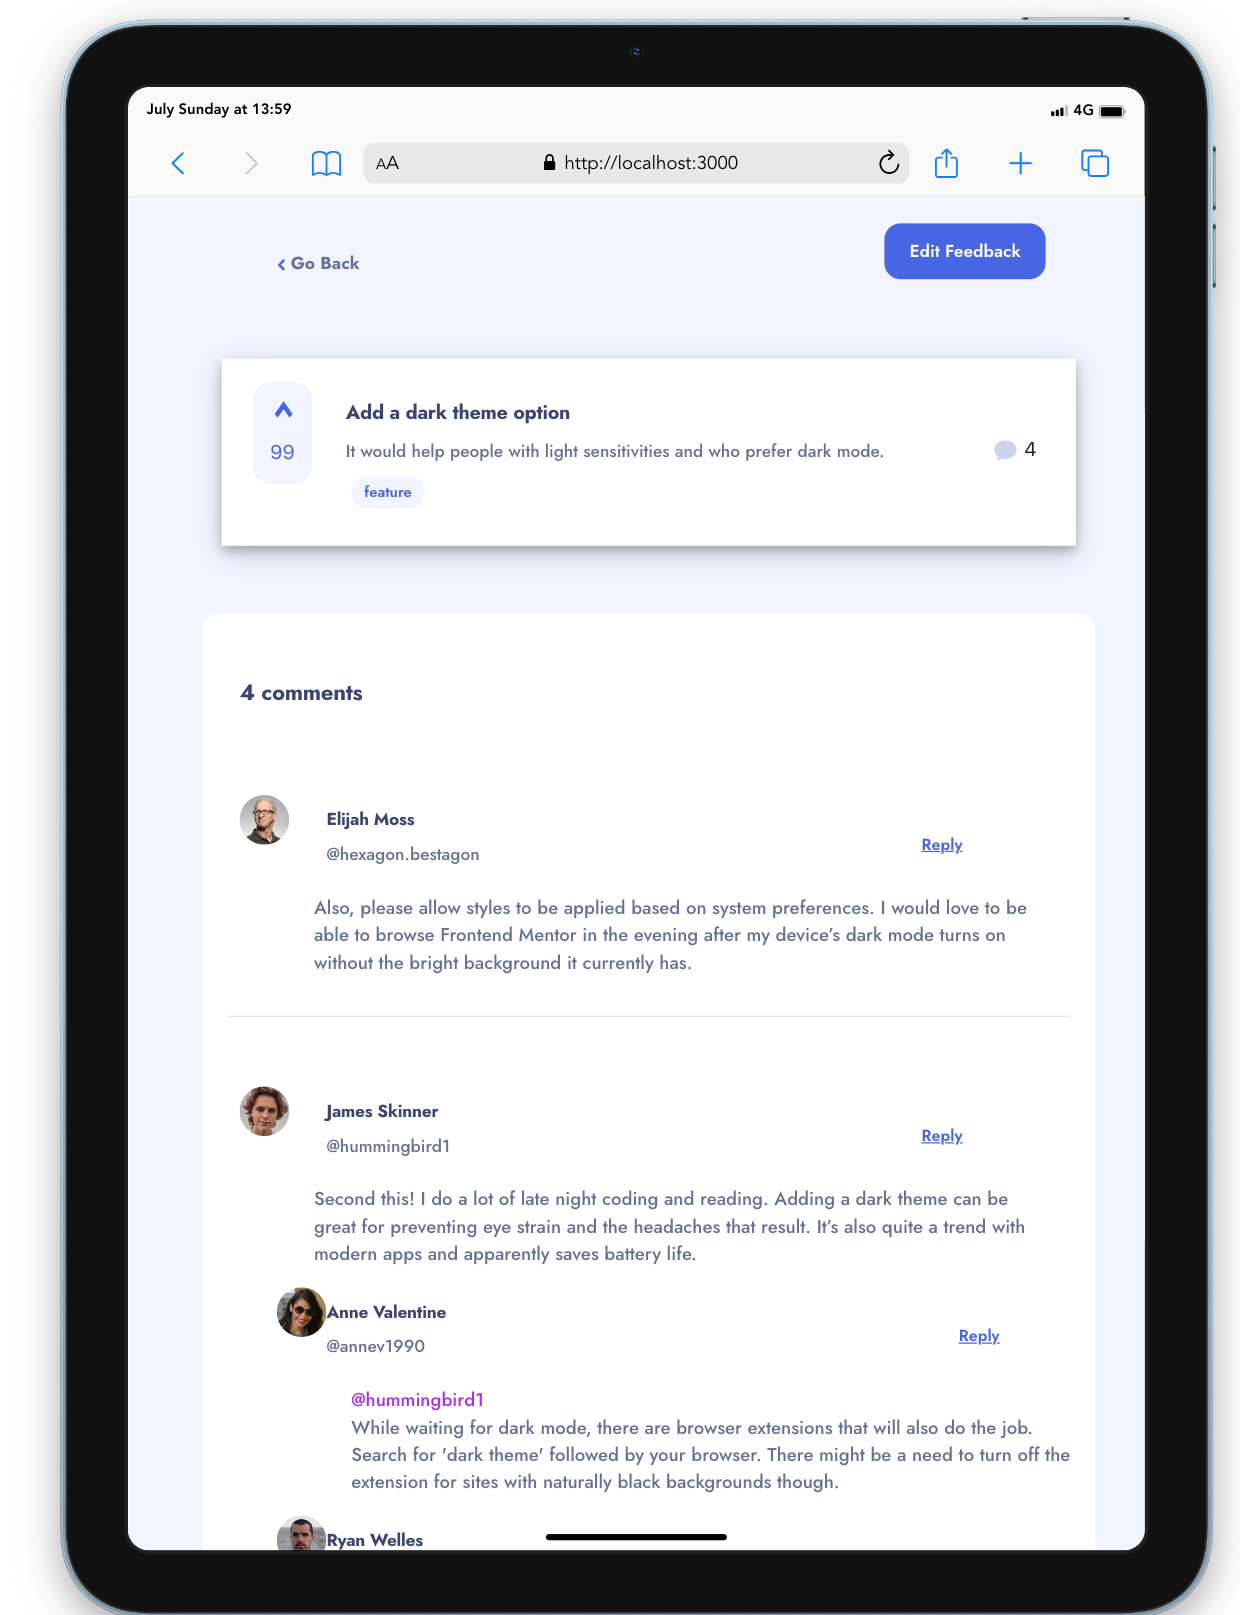 July Sunday at 13:59
4G
AA
http://localhost:3000
Go Back
Edit Feedback
Add a dark theme option
99
It would help people with light sensitivities and who prefer dark mode.
4
feature
4 comments
Elijah Moss
@hexagon.bestagon
Reply
Also, please allow styles to be applied based on system preferences. I would love to be
able to browse Frontend Mentor in the evening after my device’s dark mode turns on
without the bright background it currently has.
James Skinner
@hummingbird1
Reply
Second this! I do a lot of late night coding and reading. Adding a dark theme can be
great for preventing eye strain and the headaches that result. It’s also quite a trend with
modern apps and apparently saves battery life.
Anne Valentine
@annev1990
Reply
@hummingbird1
While waiting for dark mode, there are browser extensions that will also do the job.
Search for 'dark theme' followed by your browser. There might be a need to turn off the
extension for sites with naturally black backgrounds though.
Ryan Welles